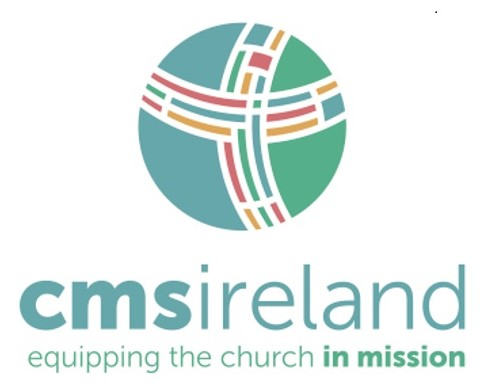 cmsireland
equipping the church in mission